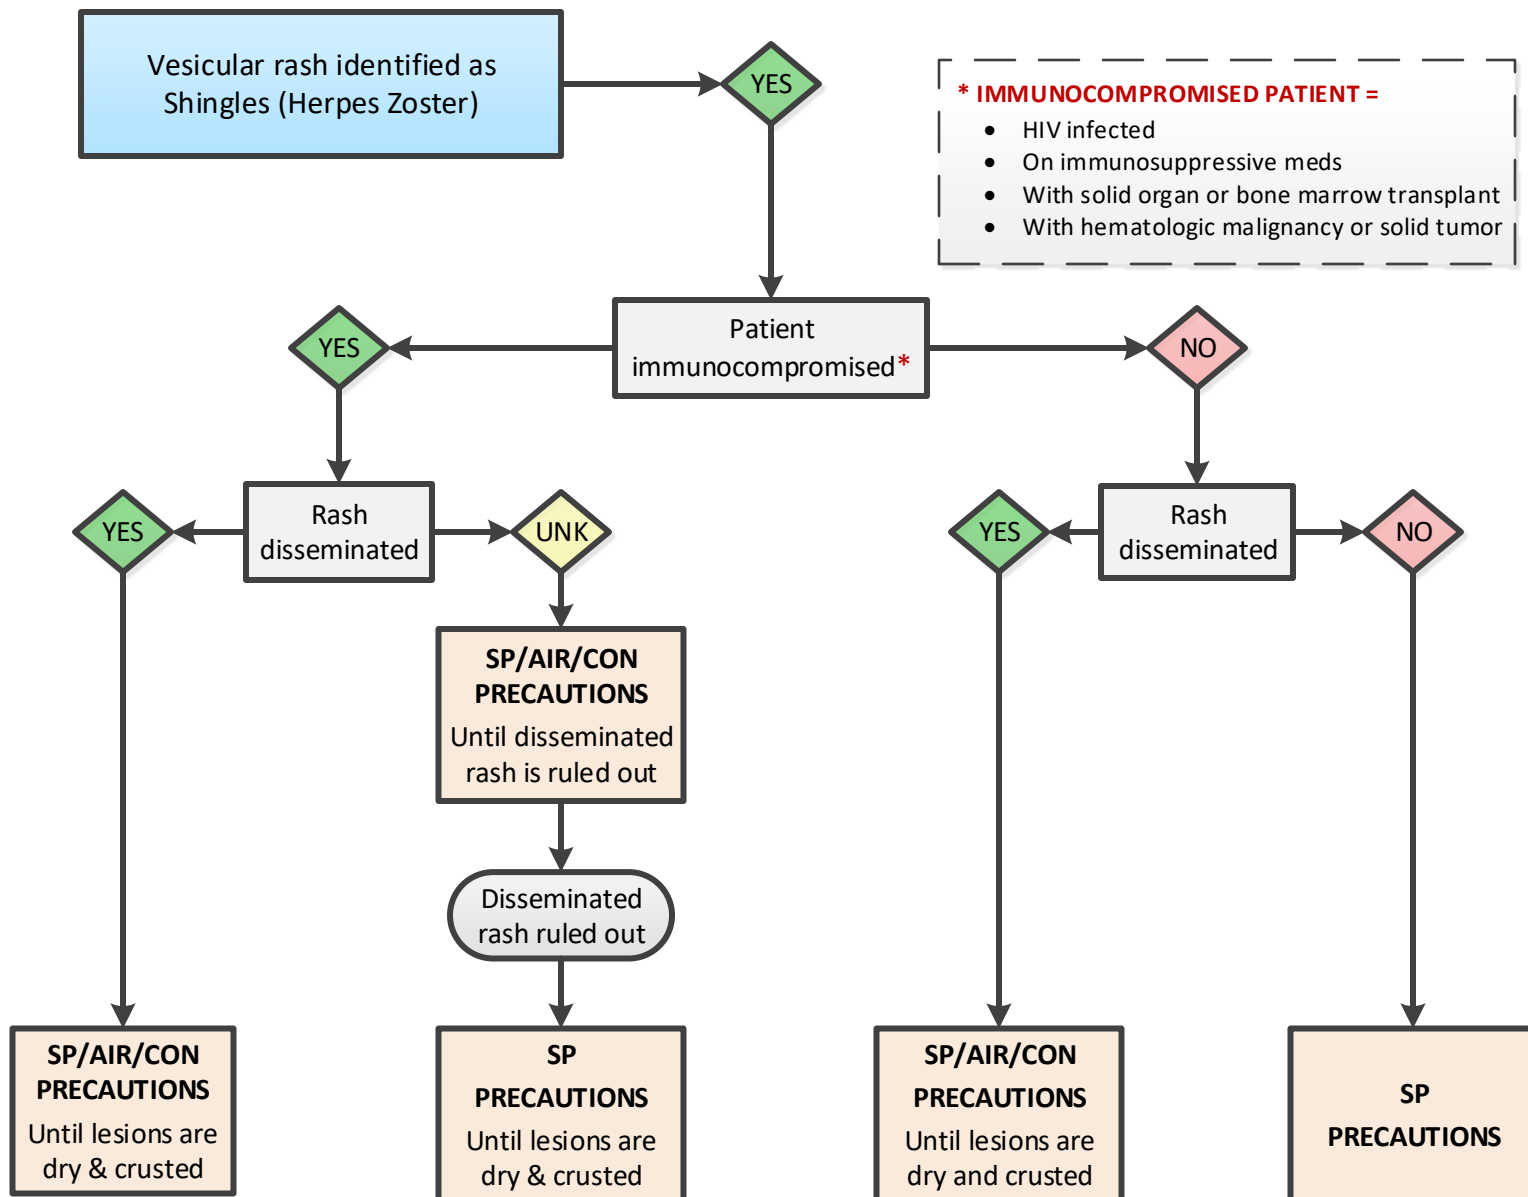 Vesicular rash identified as
Shingles (Herpes Zoster)
YES
* IMMUNOCOMPROMISED PATIENT =
• HIV infected
• On immunosuppressive meds
• With solid organ or bone marrow transplant
• With hematologic malignancy or solid tumor
YES
Patient
immunocompromised*
NO
YES
Rash
disseminated
UNK
YES
Rash
disseminated
NO
SP/AIR/CON
PRECAUTIONS
Until disseminated
rash is ruled out
Disseminated
rash ruled out
SP/AIR/CON
PRECAUTIONS
Until lesions are
dry & crusted
SP
PRECAUTIONS
Until lesions are
dry & crusted
SP/AIR/CON
PRECAUTIONS
Until lesions are
dry and crusted
SP
PRECAUTIONS